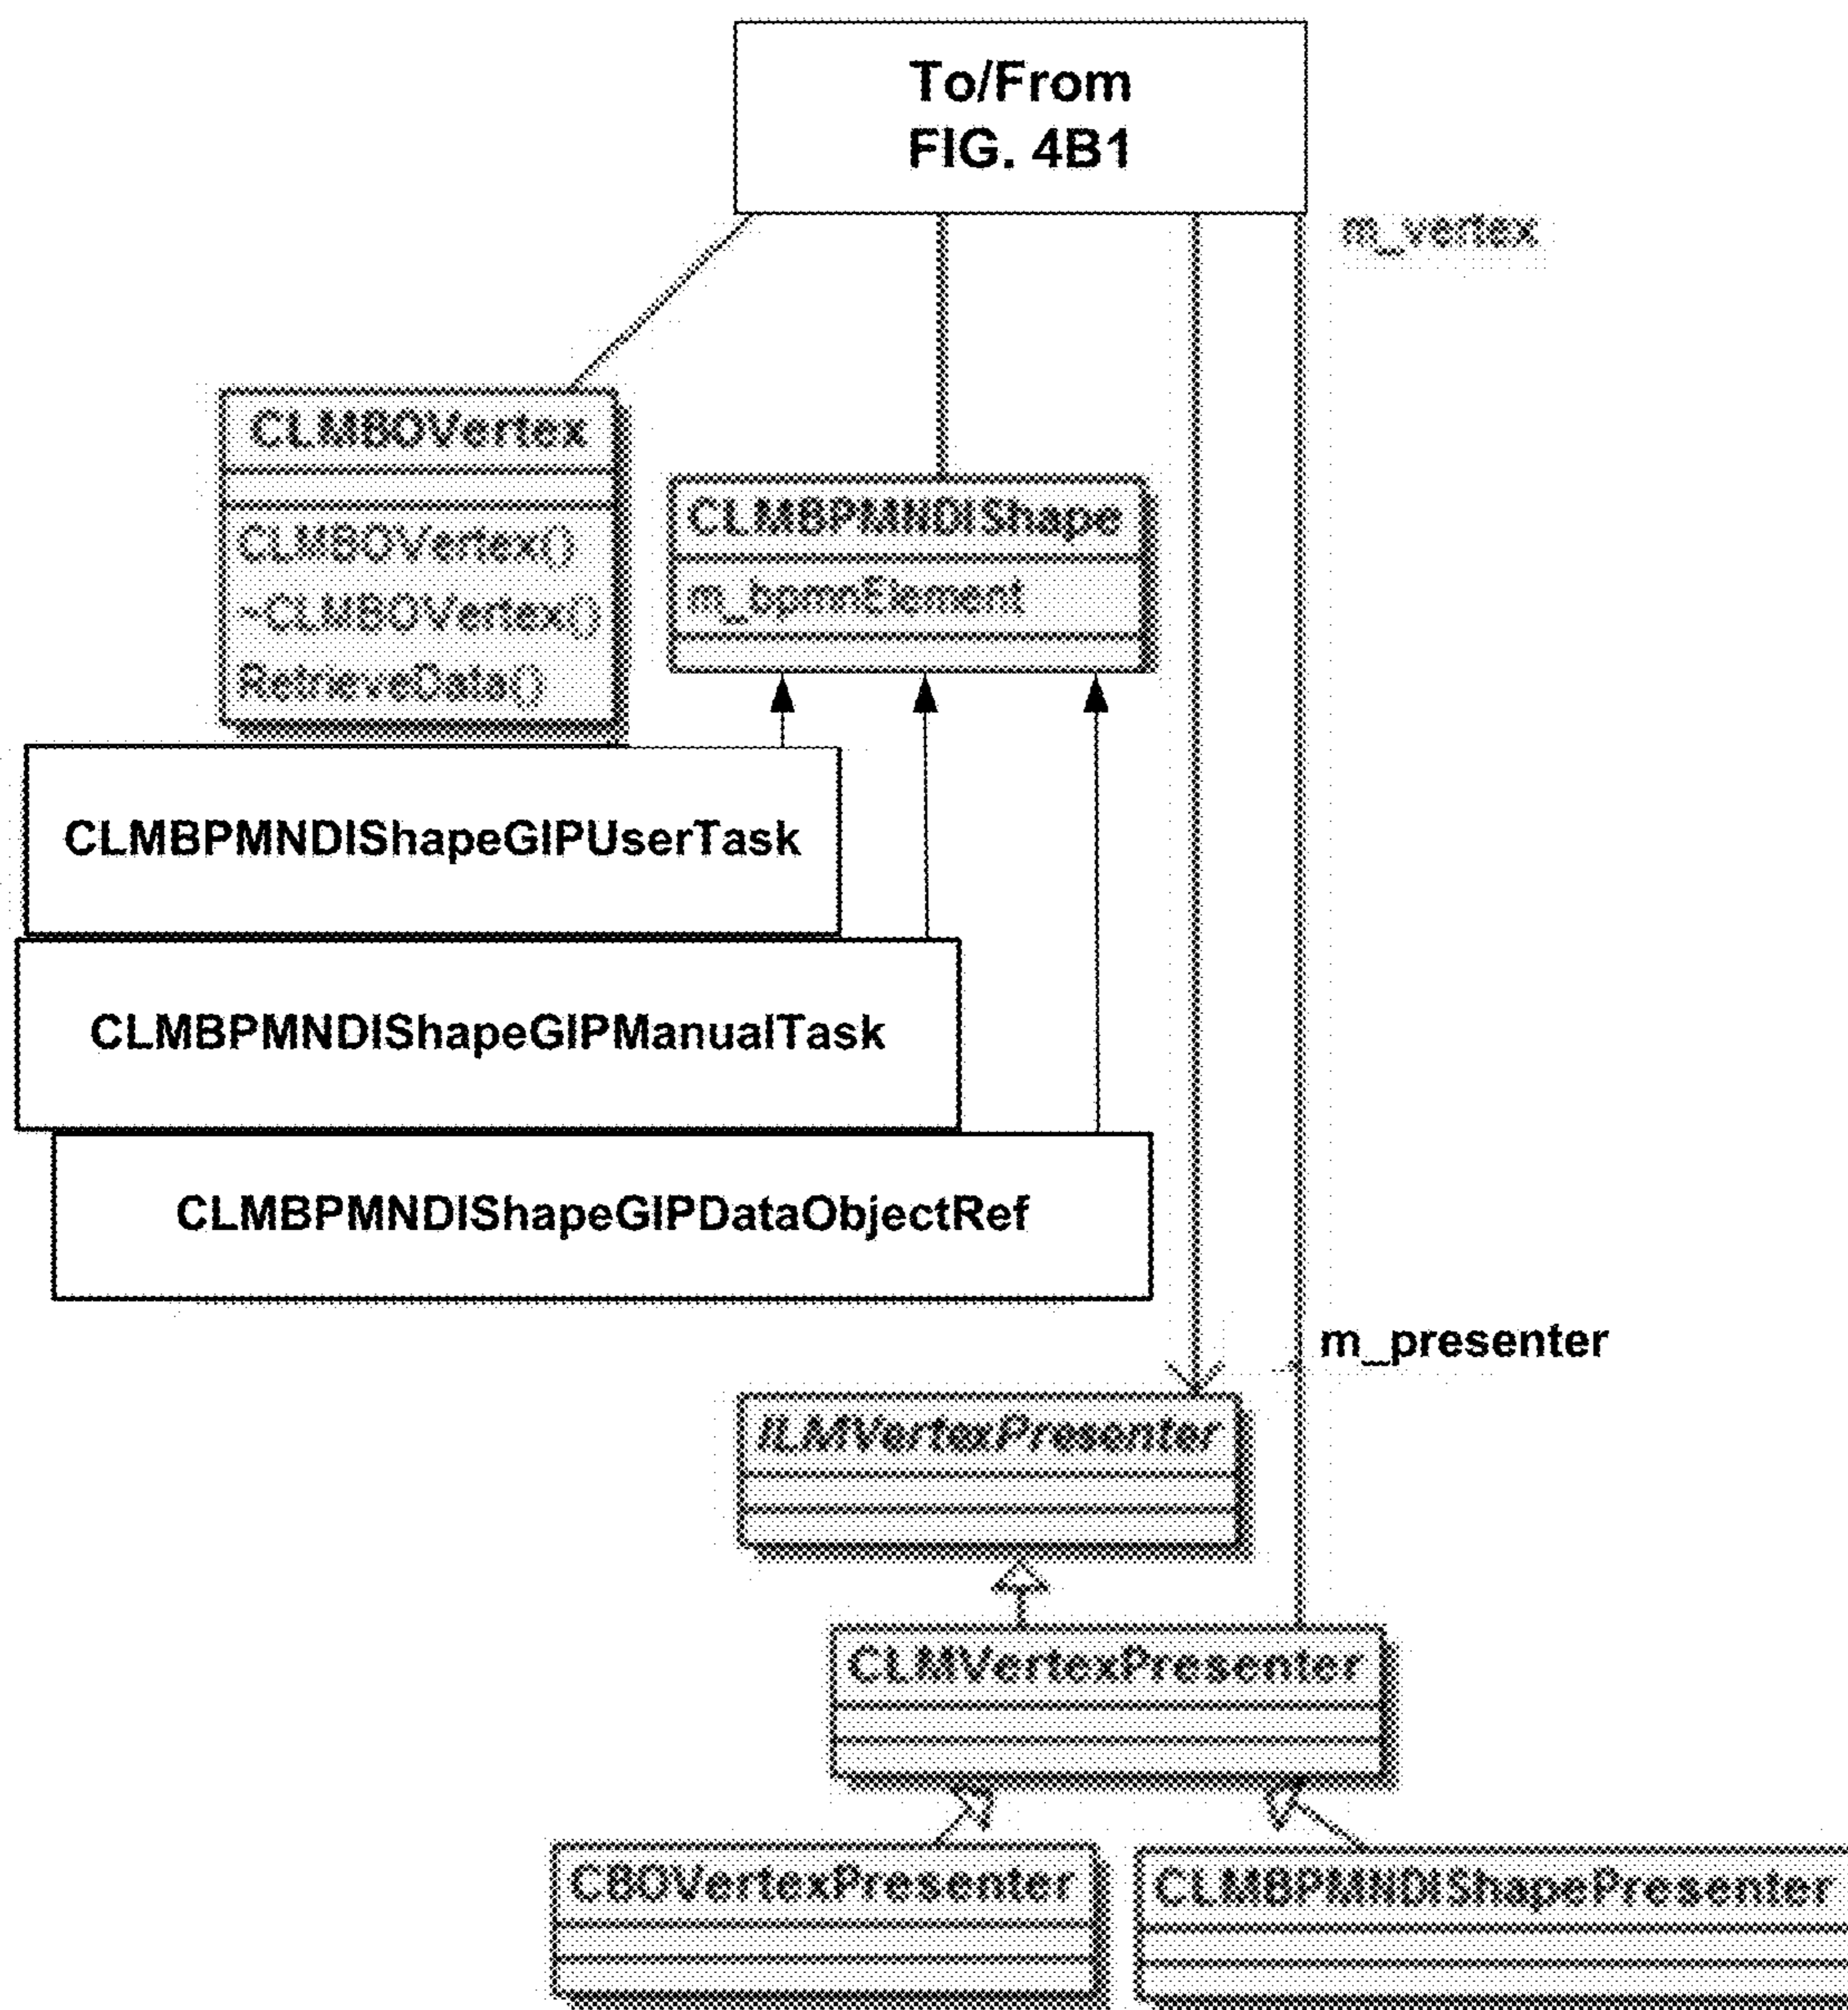 To/From
FIG. 4B1
m_vertex
CLMBOVertex
CLMBOVertex()
~CLMBOVertex()
RetrieveData()
CLMBPMNDIShape
m_bpmnElement
CLMBPMNDIShapeGIPUserTask
CLMBPMNDIShapeGIPManualTask
CLMBPMNDIShapeGIPDataObjectRef
m_presenter
ILMVertexPresenter
CLMVertexPresenter
CBOVertexPresenter
CLMBPMNDIShapePresenter